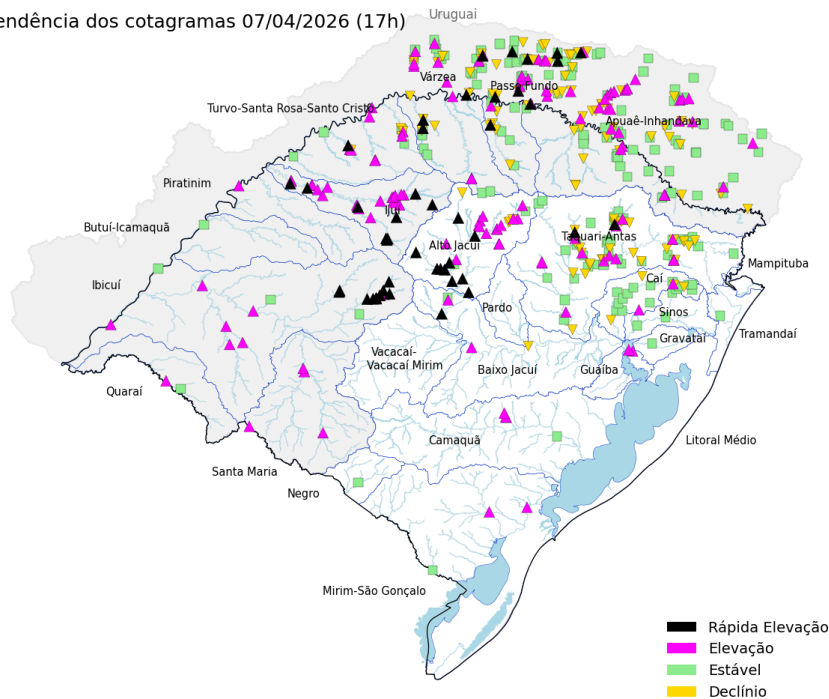 endência dos cotagramas 07/04/2026 (17h)
Uruguai
Várzea
Passo Fundo
Turvo-Santa Rosa-Santo Cristo
Apuaê-Inhandava
Piratinim
Ijuí
Butuí-Icamaquã
Taquari-Antas
Alto Jacuí
Mampituba
Ibicuí
Caí
Pardo
Sinos
Tramandaí
Gravataí
Vacacaí-
Vacacaí Mirim
Baixo Jacuí
Guaíba
Quaraí
Camaquã
Litoral Médio
Santa Maria
Negro
Mirim-São Gonçalo
Rápida Elevação
Elevação
Estável
Declínio